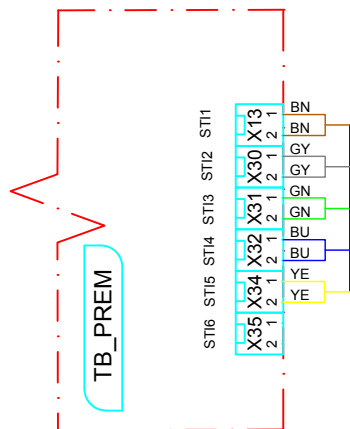 STI1 X13 1 BN
2 BN
STI2 X30 1 GY
2 GY
STI3 X31 1 GN
2 GN
STI4 X32 1 BU
2 BU
STI5 X34 1 YE
2 YE
STI6 X35 1
2
TB_PREM